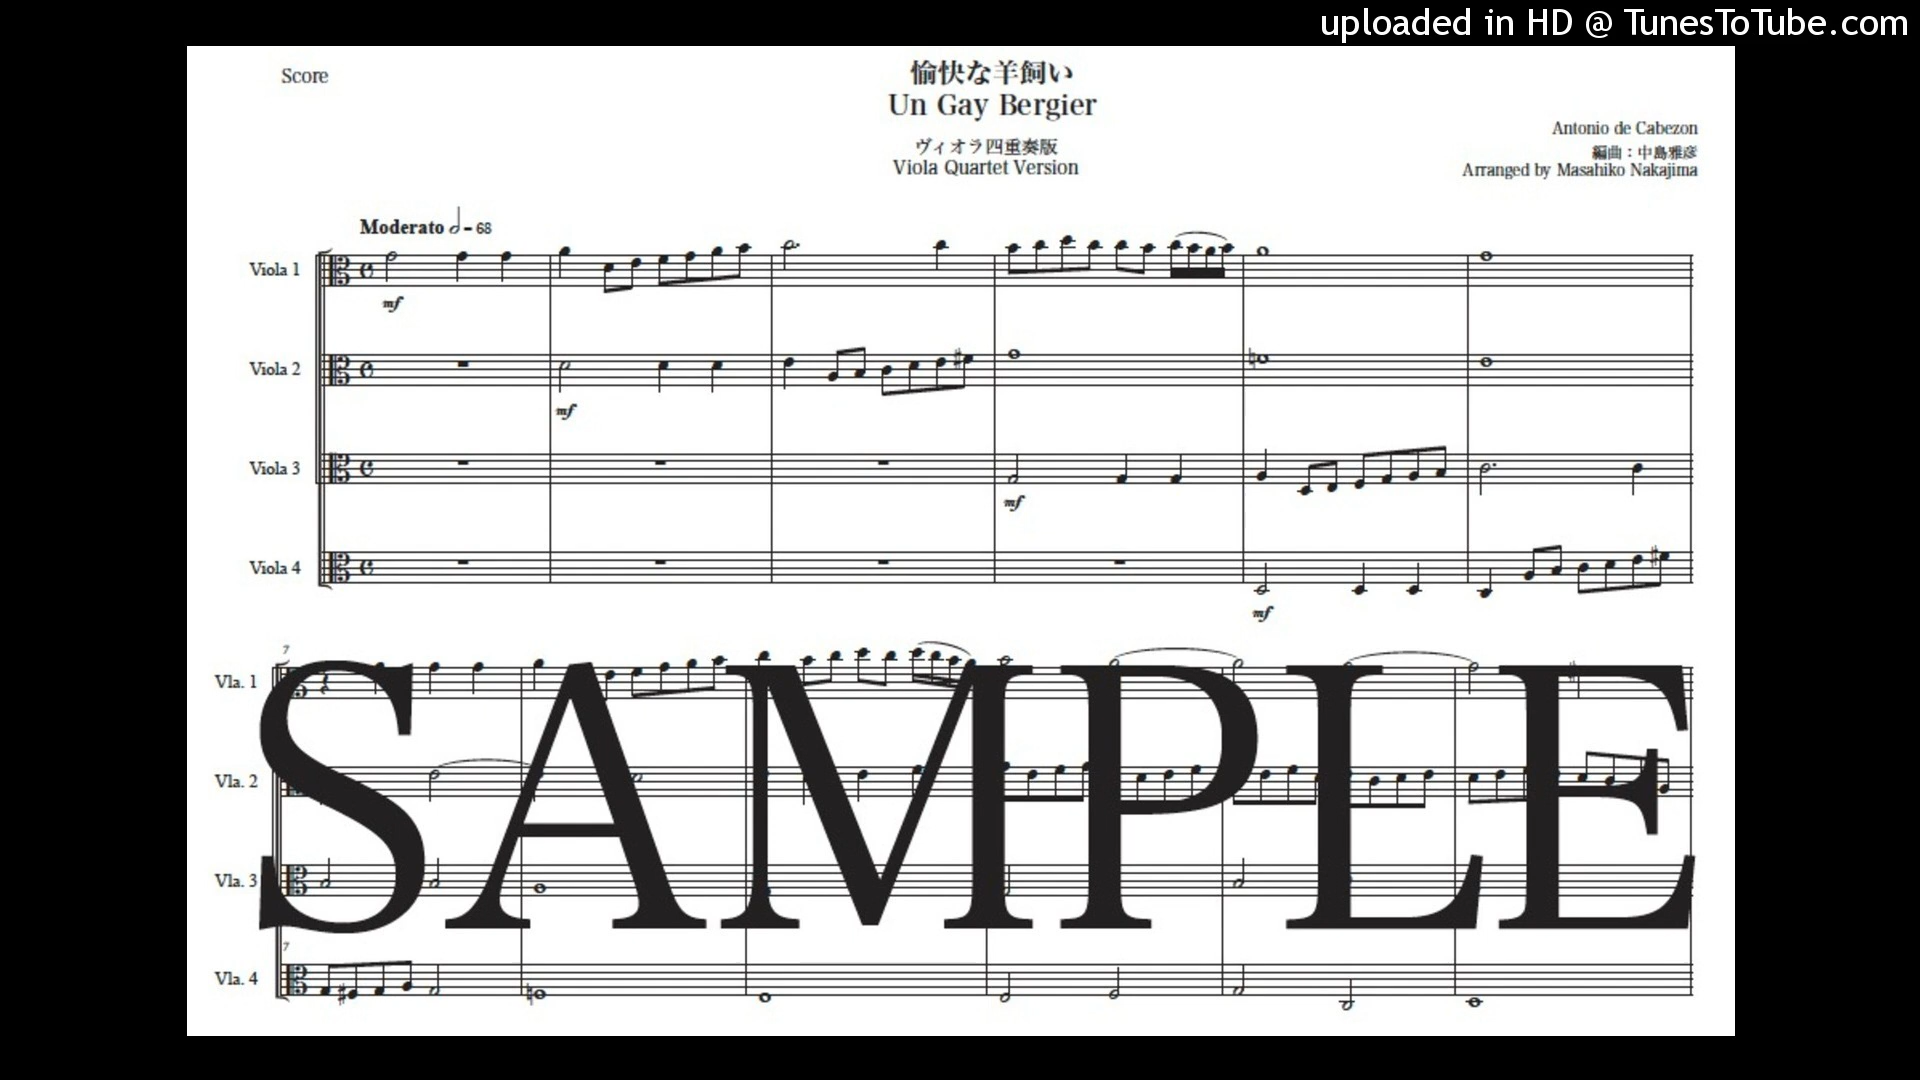 uploaded in HD @ TunesToTube.com
Score
愉快な羊飼い
Un Gay Bergier
ヴィオラ四重奏版
Viola Quartet Version
Antonio de Cabezon
編曲：中島雅彦
Arranged by Masahiko Nakajima
Moderato 𝅗𝅥 = 68
Viola 1
mf
Viola 2
mf
Viola 3
mf
Viola 4
mf
7
Vla. 1
SAMPLE
Vla. 2
Vla. 3
7
Vla. 4